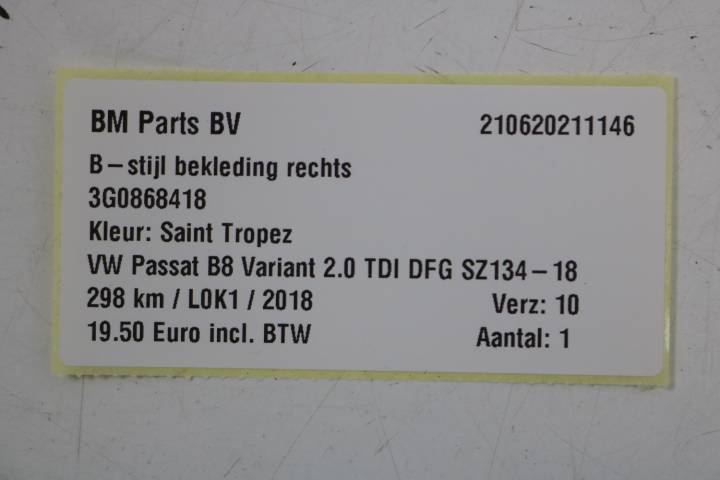 BM Parts BV 210620211146
B-stijl bekleding rechts
3G0868418
Kleur: Saint Tropez
VW Passat B8 Variant 2.0 TDI DFG SZ134-18
298 km / L0K1 / 2018 Verz: 10
19.50 Euro incl. BTW Aantal: 1